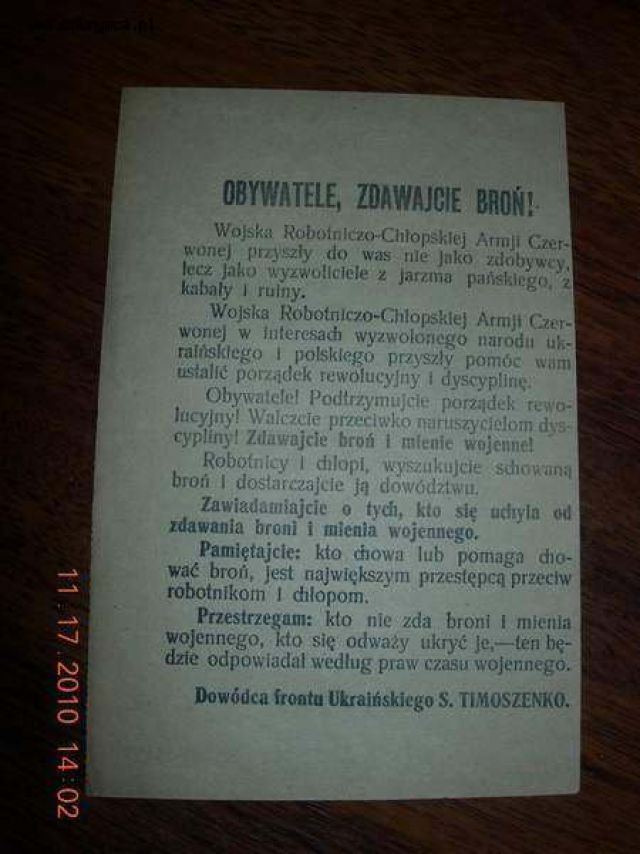 OBYWATELE, ZDAWAJCIE BROŃ!
Wojska Robotniczo-Chłopskiej Armji Czer-
wonej przyszły do was nie jako zdobywcy,
lecz jako wyzwoliciele z jarzma pańskiego, z
kabały i ruiny.
Wojska Robotniczo-Chłopskiej Armji Czer-
wonej w interesach wyzwolonego narodu uk-
raińskiego i polskiego przyszły pomóc wam
ustalić porządek rewolucyjny i dyscyplinę.
Obywatele! Podtrzymujcie porządek rewo-
lucyjny! Walczcie przeciwko naruszycielom dys-
cypliny! Zdawajcie broń i mienie wojenne!
Robotnicy i chłopi, wyszukujcie schowaną
broń i dostarczajcie ją dowództwu.
Zawiadamiajcie o tych, kto się uchyla od
zdawania broni i mienia wojennego.
Pamiętajcie: kto chowa lub pomaga cho-
wać broń, jest największym przestępcą przeciw
robotnikom i chłopom.
Przestrzegam: kto nie zda broni i mienia
wojennego, kto się odważy ukryć je,—ten bę-
dzie odpowiadał według praw czasu wojennego.
Dowódca frontu Ukraińskiego S. TIMOSZENKO.
11.17.2010 14:02